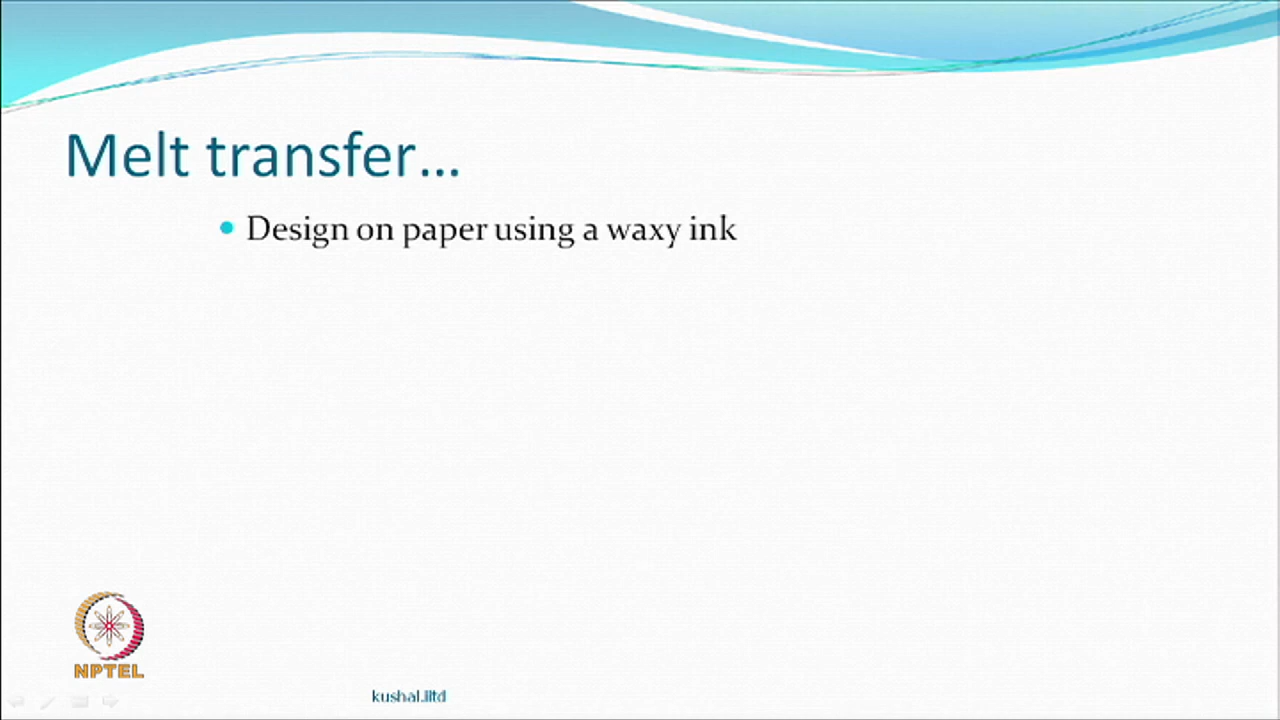 Melt transfer...
Design on paper using a waxy ink
NPTEL
kushal.iitd